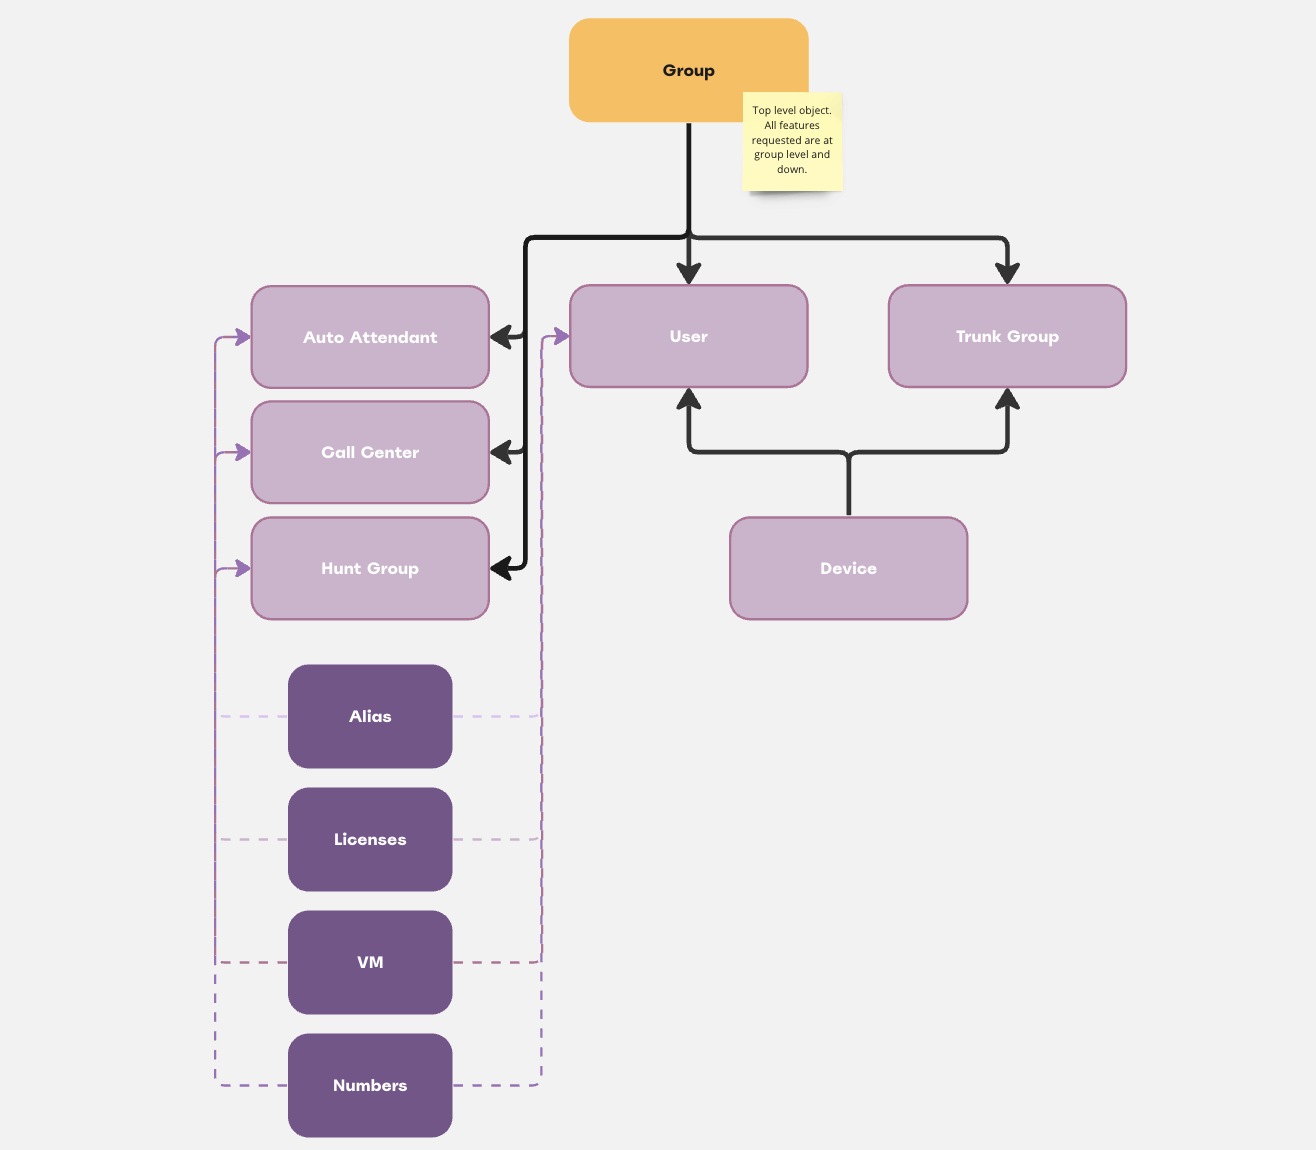 Group
Top level object.
All features
requested are at
group level and
down.
Auto Attendant
User
Trunk Group
Call Center
Hunt Group
Device
Alias
Licenses
VM
Numbers